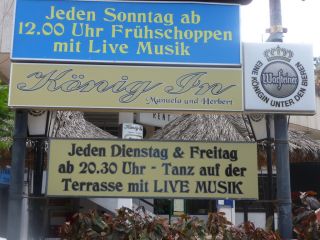 Jeden Sonntag ab
12.00 Uhr Frühschoppen
mit Live Musik
König Inn
Manuela und Herbert
Warsteiner
EINE KÖNIGIN UNTER DEN BIEREN
RENT
Jeden Dienstag & Freitag
ab 20.30 Uhr - Tanz auf der
Terrasse mit LIVE MUSIK